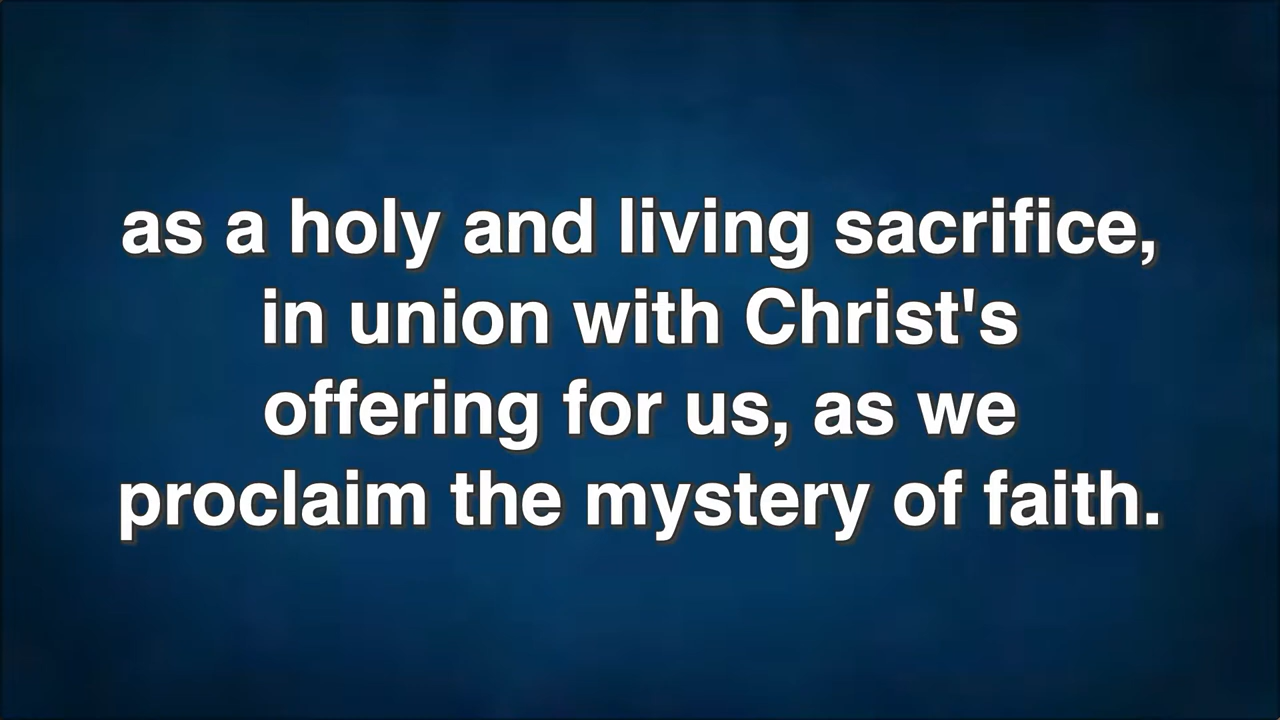 as a holy and living sacrifice,
in union with Christ's
offering for us, as we
proclaim the mystery of faith.